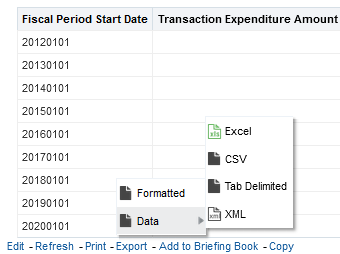 Fiscal Period Start Date Transaction Expenditure Amount
20120101
20130101
20140101
20150101
20160101
20170101
20180101
20190101
20200101
Formatted
Data
Excel
CSV
Tab Delimited
XML
Edit - Refresh - Print - Export - Add to Briefing Book - Copy